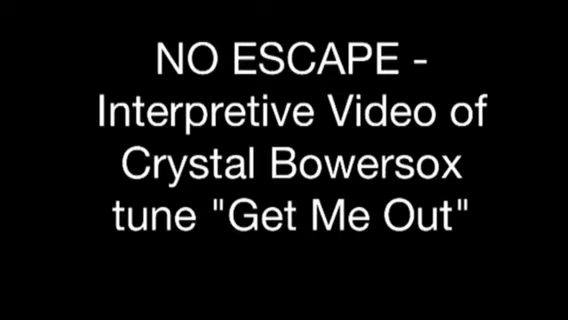 NO ESCAPE -
Interpretive Video of
Crystal Bowersox
tune "Get Me Out"